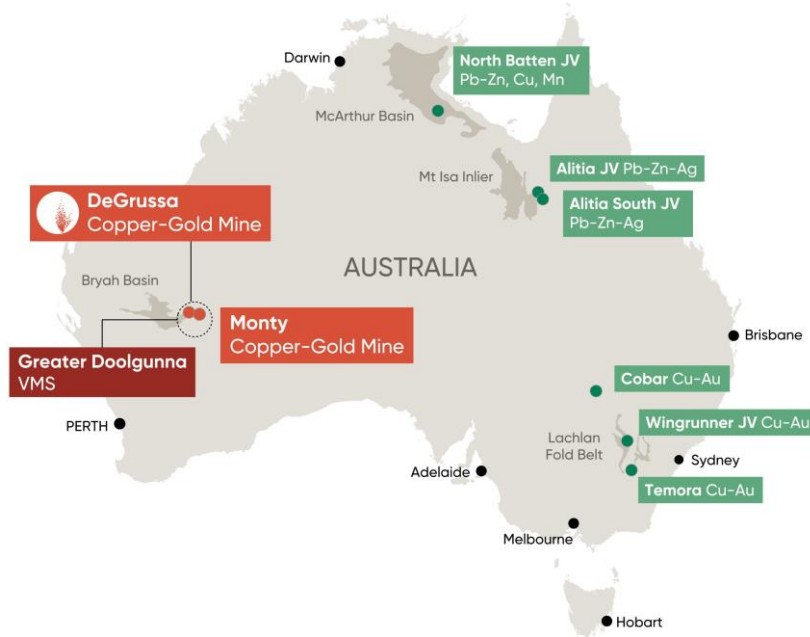 Darwin
North Batten JV
Pb-Zn, Cu, Mn
McArthur Basin
Mt Isa Inlier
Alitia JV Pb-Zn-Ag
Alitia South JV
Pb-Zn-Ag
DeGrussa
Copper-Gold Mine
AUSTRALIA
Bryah Basin
Monty
Copper-Gold Mine
Greater Doolgunna
VMS
Brisbane
Cobar Cu-Au
PERTH
Wingrunner JV Cu-Au
Lachlan
Fold Belt
Sydney
Adelaide
Temora Cu-Au
Melbourne
Hobart